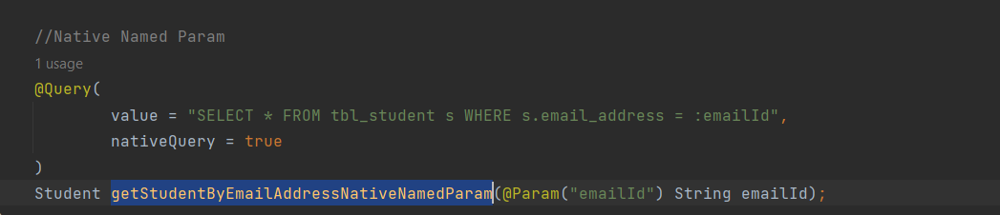 //Native Named Param
1 usage
@Query(
value = "SELECT * FROM tbl_student s WHERE s.email_address = :emailId",
nativeQuery = true
)
Student getStudentByEmailAddressNativeNamedParam(@Param("emailId") String emailId);